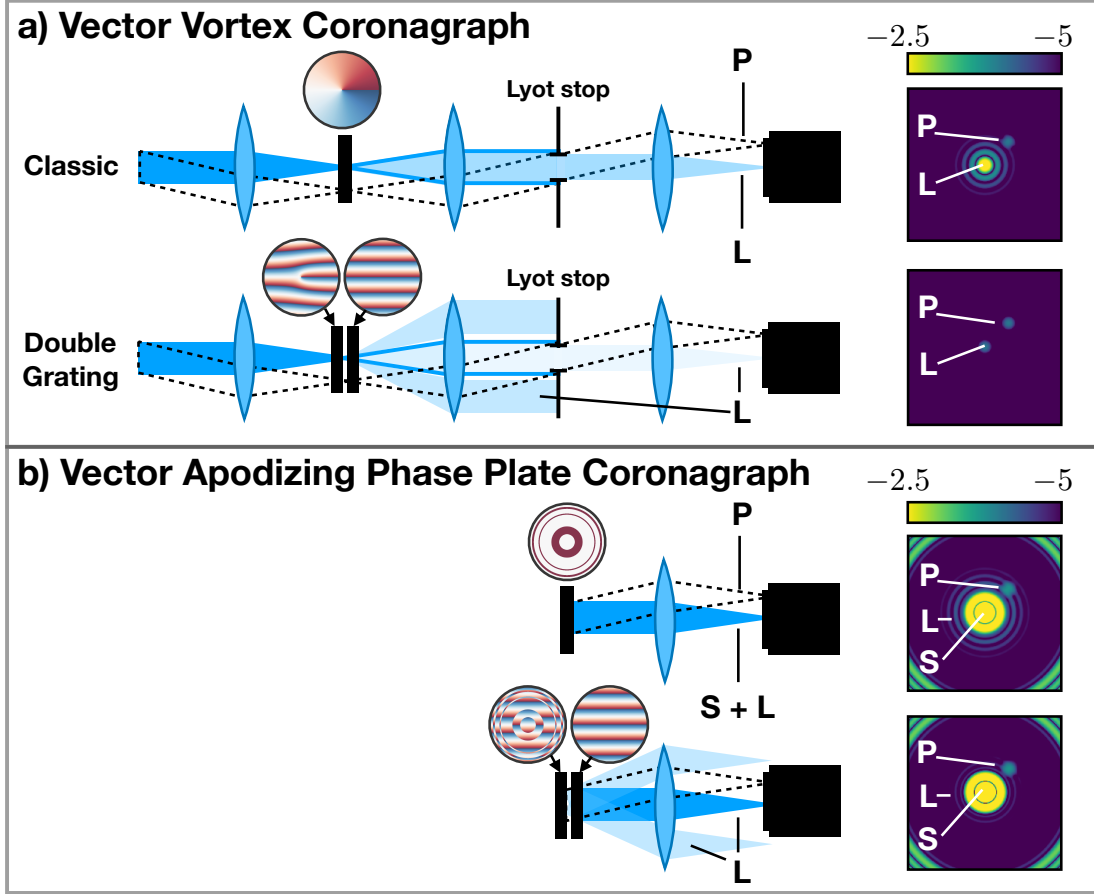 a) Vector Vortex Coronagraph
−2.5 −5
P
Lyot stop
Classic
L
P
L
Lyot stop
Double
Grating
L
P
L
b) Vector Apodizing Phase Plate Coronagraph
−2.5 −5
P
S + L
P
L
S
L
P
L
S